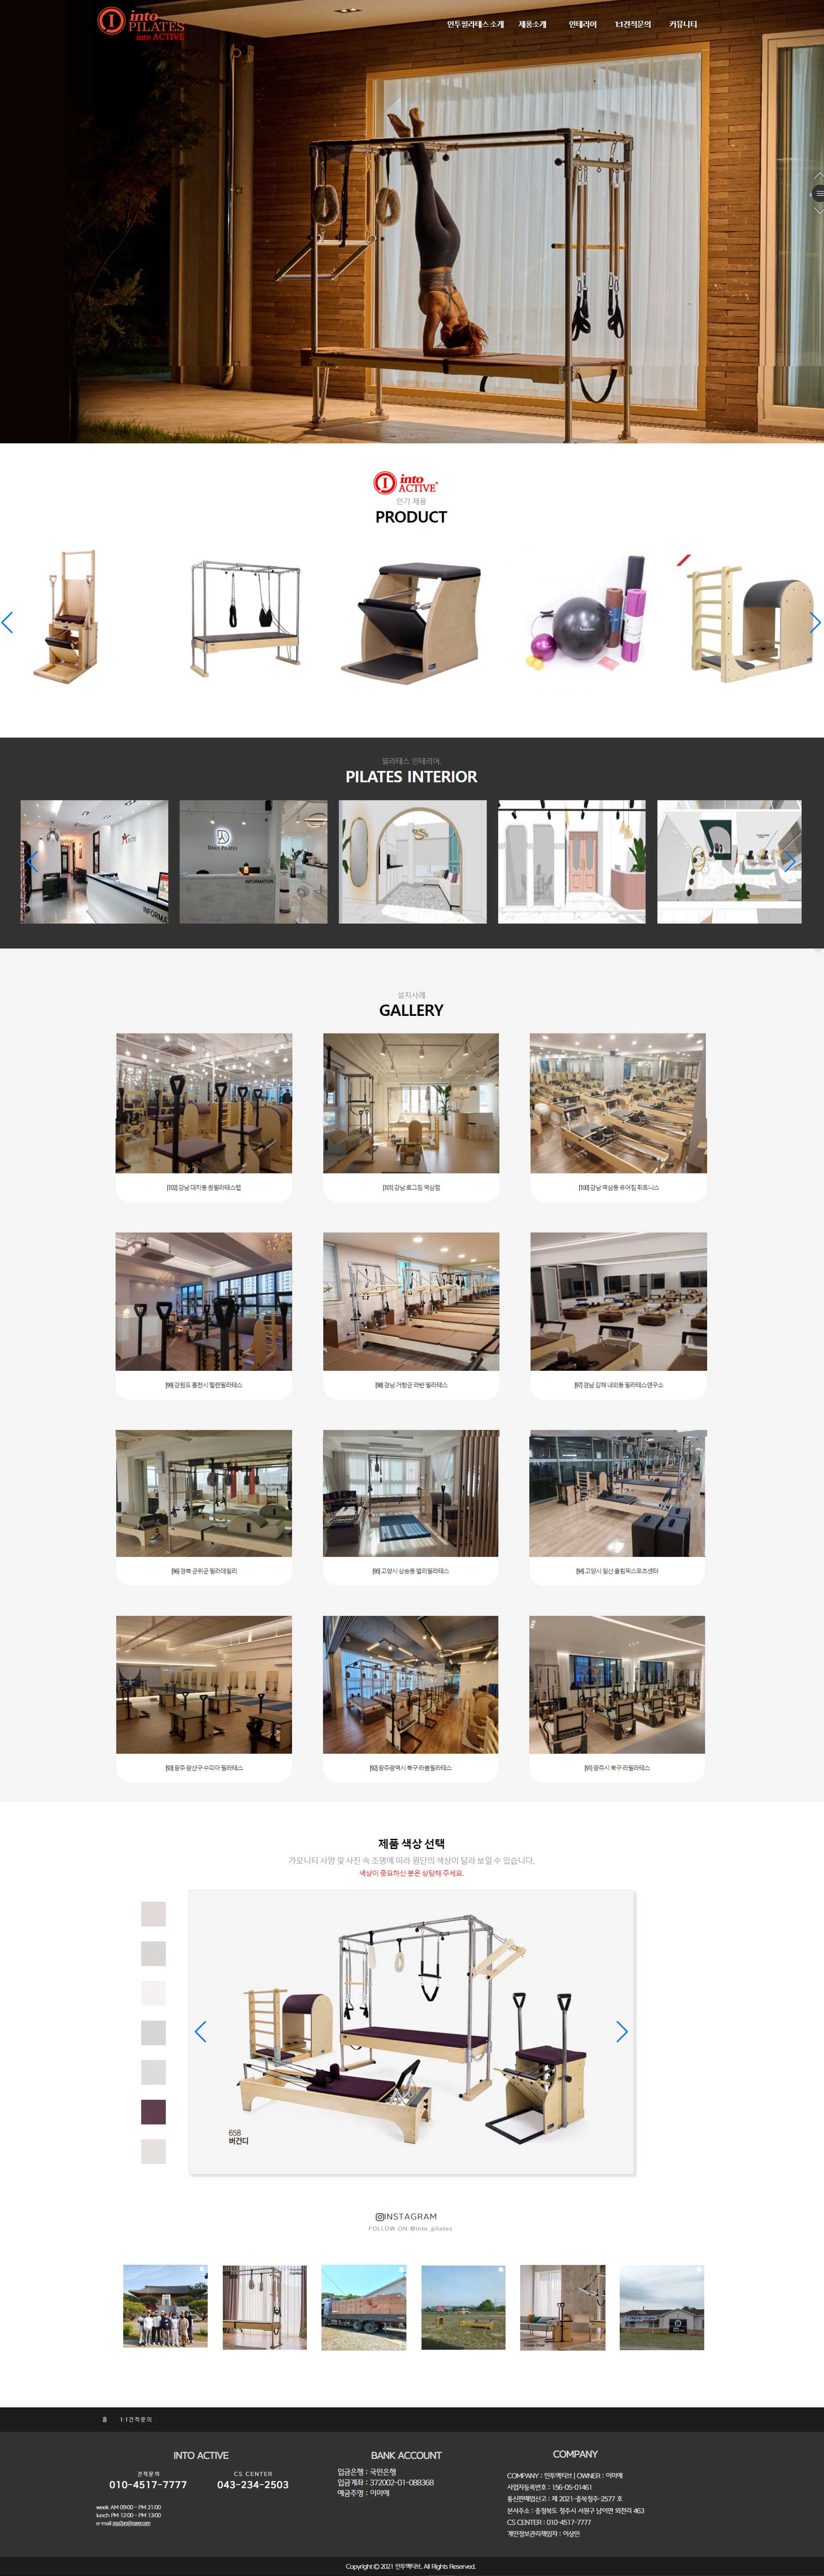 into
PILATES
into ACTIVE
인투필라테스 소개 제품소개 인테리어 1:1견적문의 커뮤니티
into
ACTIVE
인기 제품
PRODUCT
필라테스 인테리어.
PILATES INTERIOR
DAILY PILATES
INFORMATION
설치사례
GALLERY
[102] 강남 대치동 원필라테스랩
[101] 강남 로그짐 역삼점
[100] 강남 역삼동 유어짐 휘트니스
[99] 강원도 홍천시 헬렌필라테스
[98] 경남 거창군 라반 필라테스
[97] 경남 김해 내외동 필라테스연구소
[96] 경북 군위군 필라데일리
[95] 고양시 삼송동 엘리필라테스
[94] 고양시 일산 올림픽스포츠센터
[93] 광주 광산구 수피아 필라테스
[92] 광주광역시 북구 라봄필라테스
[91] 광주시 북구 라필라테스
제품 색상 선택
가모니터 사양 및 사진 속 조명에 따라 원단의 색상이 달라 보일 수 있습니다.
색상이 중요하신 분은 상담해 주세요.
658
버건디
INSTAGRAM
FOLLOW ON @into_pilates
홈 1:1견적문의
INTO ACTIVE
견적문의
010-4517-7777
CS CENTER
043-234-2503
week AM 09:00 - PM 21:00
lunch PM 12:00 - PM 13:00
e-mail
BANK ACCOUNT
입금은행 : 국민은행
입금계좌 : 372002-01-088368
예금주명 : 이미애
COMPANY
COMPANY : 인투액티브 | OWNER : 이미애
사업자등록번호 : 156-05-01461
통신판매업신고 : 제 2021-충북청주-2577 호
본사주소 : 충청북도 청주시 서원구 남이면 외천리 463
CS CENTER : 010-4517-7777
개인정보관리책임자 : 이상민
Copyright © 2021 인투액티브. All Rights Reserved.